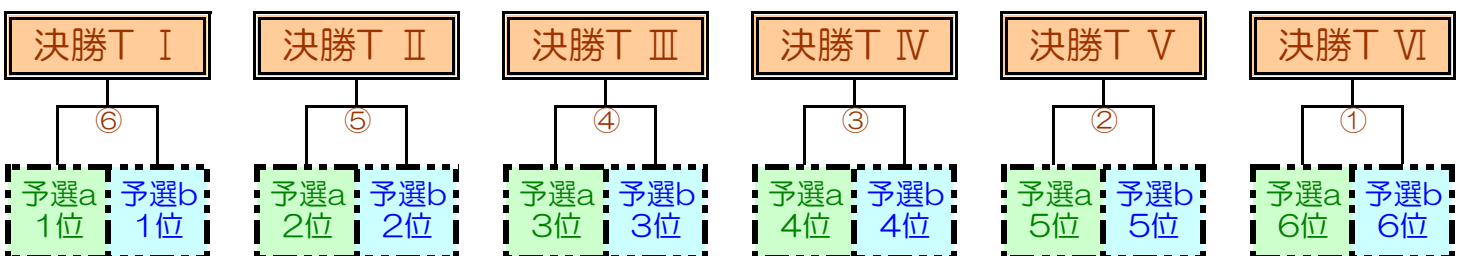 決勝T Ⅰ 決勝T Ⅱ 決勝T Ⅲ 決勝T Ⅳ 決勝T Ⅴ 決勝T Ⅵ
⑥ ⑤ ④ ③ ② ①
予選a 予選b 予選a 予選b 予選a 予選b 予選a 予選b 予選a 予選b 予選a 予選b
1位 1位 2位 2位 3位 3位 4位 4位 5位 5位 6位 6位